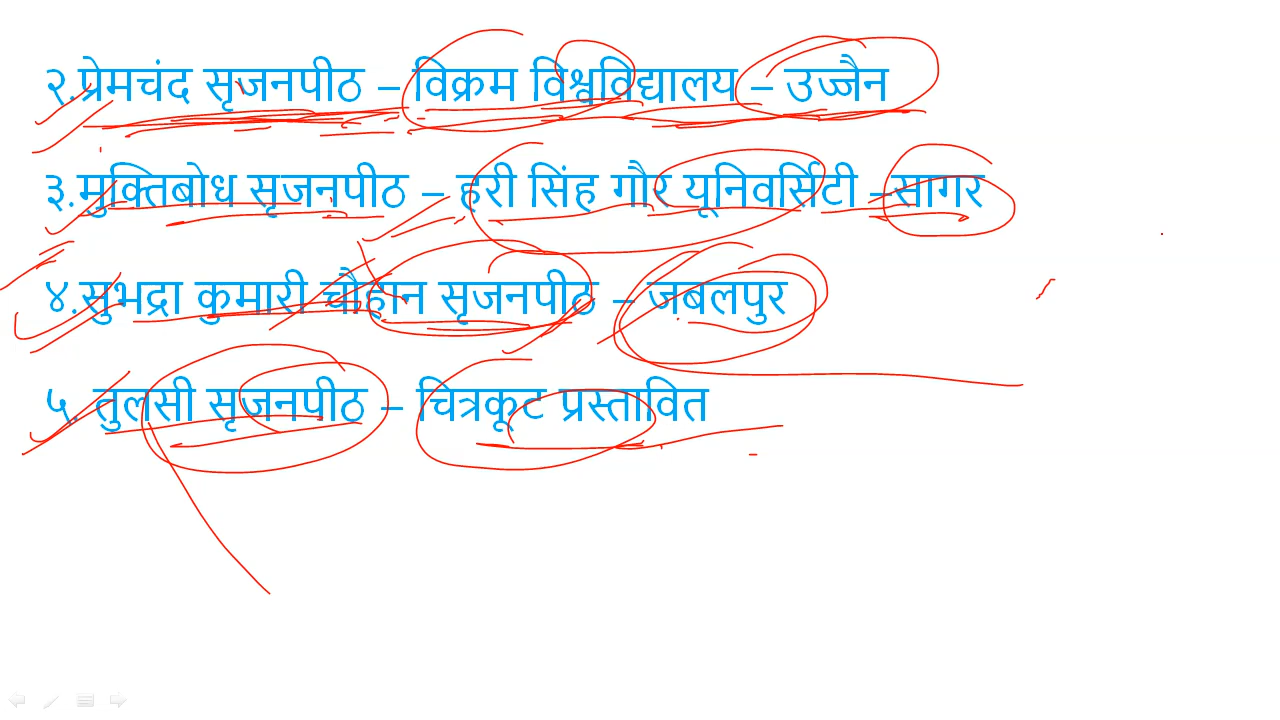 २.प्रेमचंद सृजनपीठ – विक्रम विश्वविद्यालय – उज्जैन
३.मुक्तिबोध सृजनपीठ – हरी सिंह गौर यूनिवर्सिटी –सागर
४.सुभद्रा कुमारी चौहान सृजनपीठ – जबलपुर
५. तुलसी सृजनपीठ – चित्रकूट प्रस्तावित